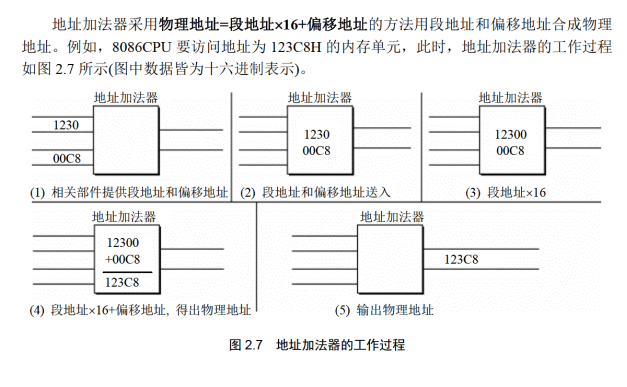 地址加法器采用物理地址=段地址×16+偏移地址的方法用段地址和偏移地址合成物理
地址。例如，8086CPU 要访问地址为 123C8H 的内存单元，此时，地址加法器的工作过程
如图 2.7 所示(图中数据皆为十六进制表示)。
地址加法器
1230
00C8
(1) 相关部件提供段地址和偏移地址
地址加法器
1230
00C8
(2) 段地址和偏移地址送入
地址加法器
12300
00C8
(3) 段地址×16
地址加法器
12300
+00C8
123C8
(4) 段地址×16+偏移地址, 得出物理地址
地址加法器
123C8
(5) 输出物理地址
图 2.7 地址加法器的工作过程